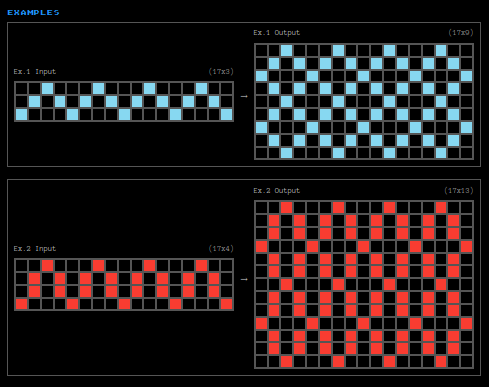 EXAMPLES
Ex.1 Output (17x9)
Ex.1 Input (17x3)
→
Ex.2 Output (17x13)
Ex.2 Input (17x4)
→